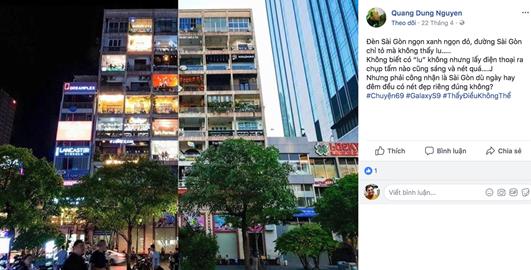 DREAMPLEX
LANCASTER
Quang Dung Nguyen
Theo dõi · 22 Tháng 4 ·
Đèn Sài Gòn ngọn xanh ngọn đỏ, đường Sài Gòn
chỉ tỏ mà không thấy lu.....
Không biết có "lu" không nhưng lấy điện thoại ra
chụp tấm nào cũng sáng và nét quá....:/
Nhưng phải công nhận là Sài Gòn dù ngày hay
đêm đều có nét đẹp riêng đúng không?
#Chuyện69 #GalaxyS9 #ThấyĐiềuKhôngThể
Thích Bình luận Chia sẻ
1
Viết bình luận...